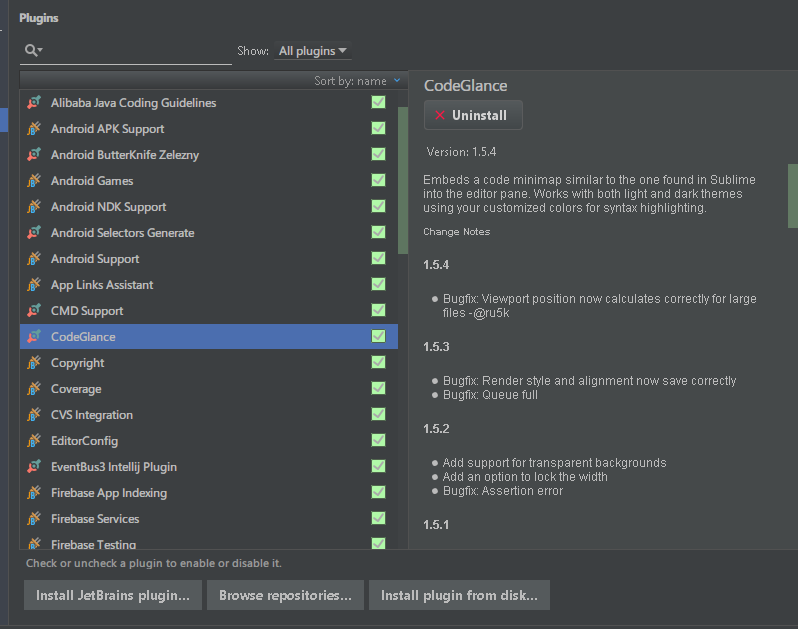 Plugins
Show: All plugins
Sort by: name
Alibaba Java Coding Guidelines
Android APK Support
Android ButterKnife Zelezny
Android Games
Android NDK Support
Android Selectors Generate
Android Support
App Links Assistant
CMD Support
CodeGlance
Copyright
Coverage
CVS Integration
EditorConfig
EventBus3 Intellij Plugin
Firebase App Indexing
Firebase Services
Firebase Testing
CodeGlance
Uninstall
Version: 1.5.4
Embeds a code minimap similar to the one found in Sublime
into the editor pane. Works with both light and dark themes
using your customized colors for syntax highlighting.
Change Notes
1.5.4
Bugfix: Viewport position now calculates correctly for large
files -@ru5k
1.5.3
Bugfix: Render style and alignment now save correctly
Bugfix: Queue full
1.5.2
Add support for transparent backgrounds
Add an option to lock the width
Bugfix: Assertion error
1.5.1
Check or uncheck a plugin to enable or disable it.
Install JetBrains plugin...
Browse repositories...
Install plugin from disk...